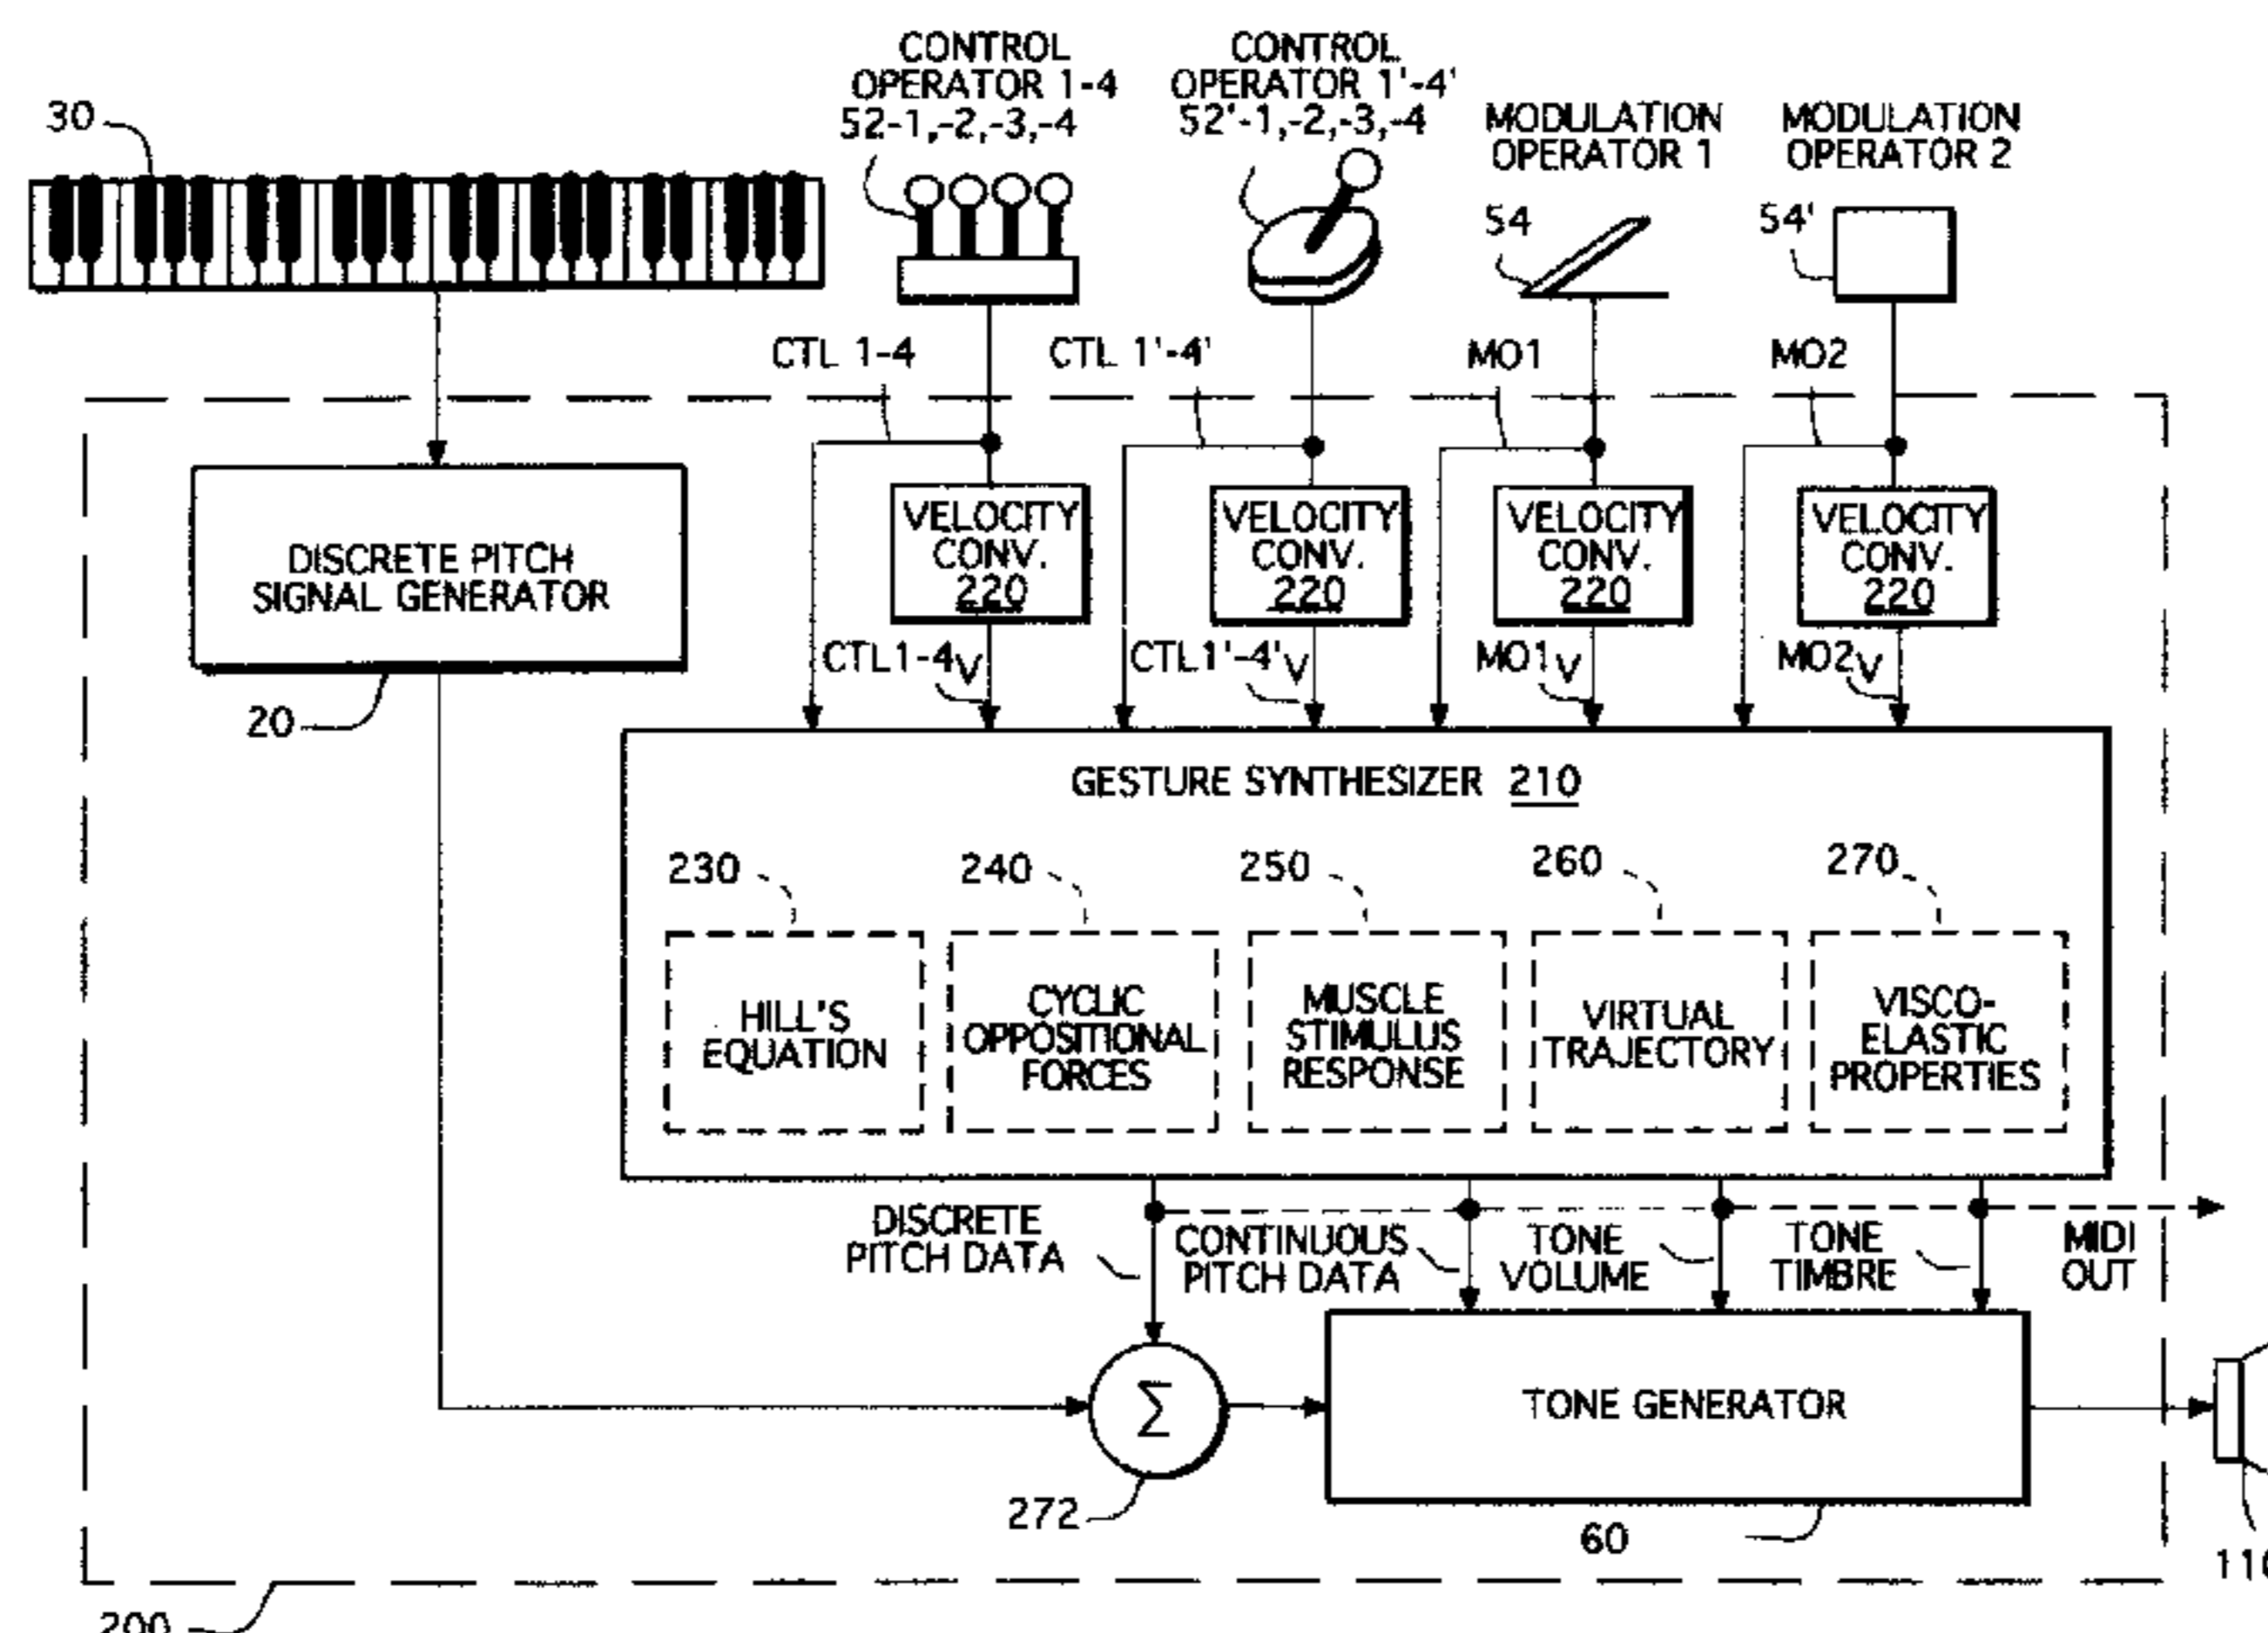 CONTROL
OPERATOR 1-4
52-1,-2,-3,-4
CONTROL
OPERATOR 1'-4'
52'-1,-2,-3,-4
MODULATION
OPERATOR 1
MODULATION
OPERATOR 2
30
54
54'
CTL 1-4
CTL 1'-4'
MO1
MO2
DISCRETE PITCH
SIGNAL GENERATOR
20
VELOCITY
CONV.
220
VELOCITY
CONV.
220
VELOCITY
CONV.
220
VELOCITY
CONV.
220
CTL1-4V
CTL1'-4'V
MO1V
MO2V
GESTURE SYNTHESIZER 210
230
240
250
260
270
HILL'S
EQUATION
CYCLIC
OPPOSITIONAL
FORCES
MUSCLE
STIMULUS
RESPONSE
VIRTUAL
TRAJECTORY
VISCO-
ELASTIC
PROPERTIES
DISCRETE
PITCH DATA
CONTINUOUS
PITCH DATA
TONE
VOLUME
TONE
TIMBRE
MIDI
OUT
Σ
TONE GENERATOR
272
60
200